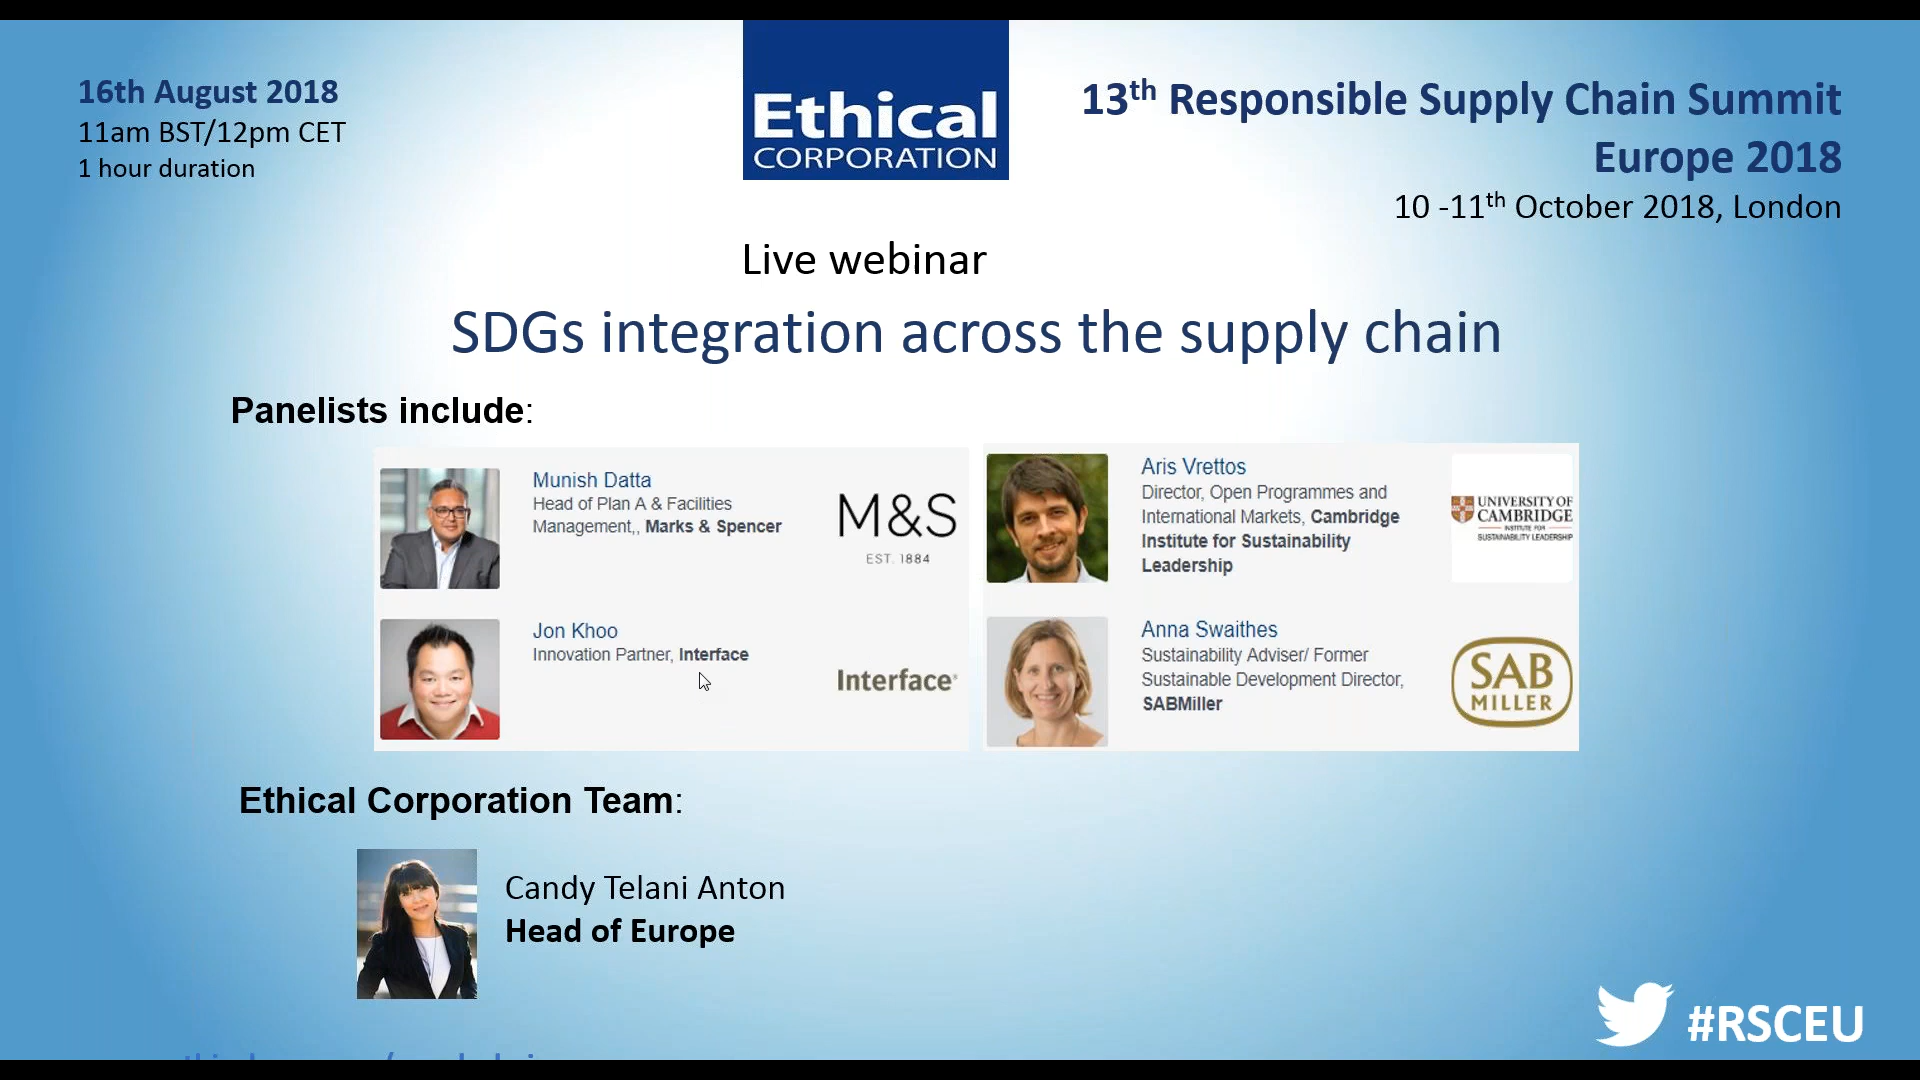 16th August 2018
11am BST/12pm CET
1 hour duration
Ethical
CORPORATION
13th Responsible Supply Chain Summit
Europe 2018
10 -11th October 2018, London
Live webinar
SDGs integration across the supply chain
Panelists include:
Munish Datta
Head of Plan A & Facilities
Management,, Marks & Spencer
M&S
EST. 1884
Jon Khoo
Innovation Partner, Interface
Interface®
Aris Vrettos
Director, Open Programmes and
International Markets, Cambridge
Institute for Sustainability
Leadership
UNIVERSITY OF
CAMBRIDGE
INSTITUTE FOR
SUSTAINABILITY LEADERSHIP
Anna Swaithes
Sustainability Adviser/ Former
Sustainable Development Director,
SABMiller
SAB
MILLER
Ethical Corporation Team:
Candy Telani Anton
Head of Europe
#RSCEU